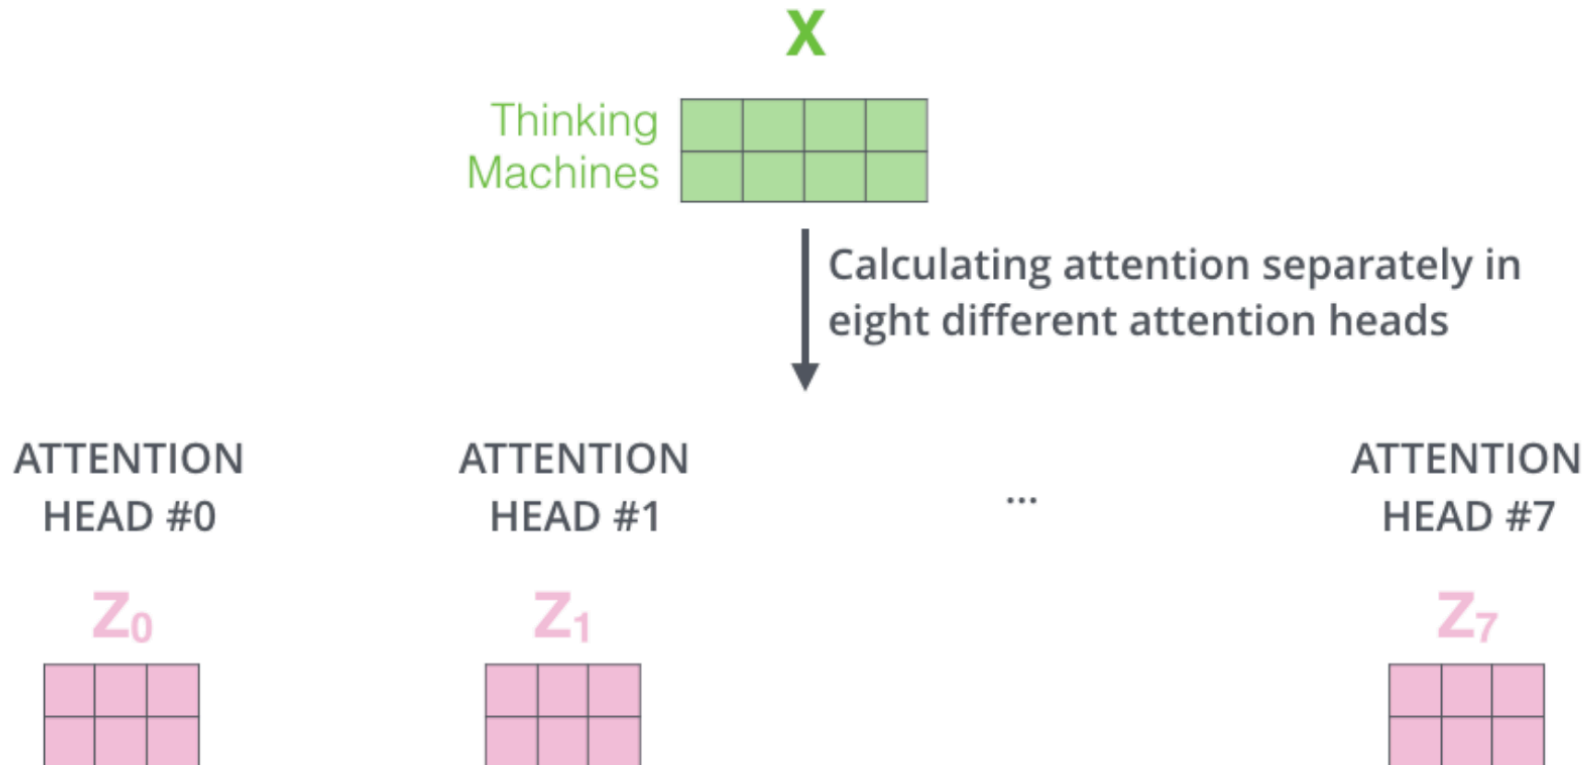 X
Thinking
Machines
Calculating attention separately in
eight different attention heads
ATTENTION
HEAD #0
ATTENTION
HEAD #1
...
ATTENTION
HEAD #7
Z0
Z1
Z7